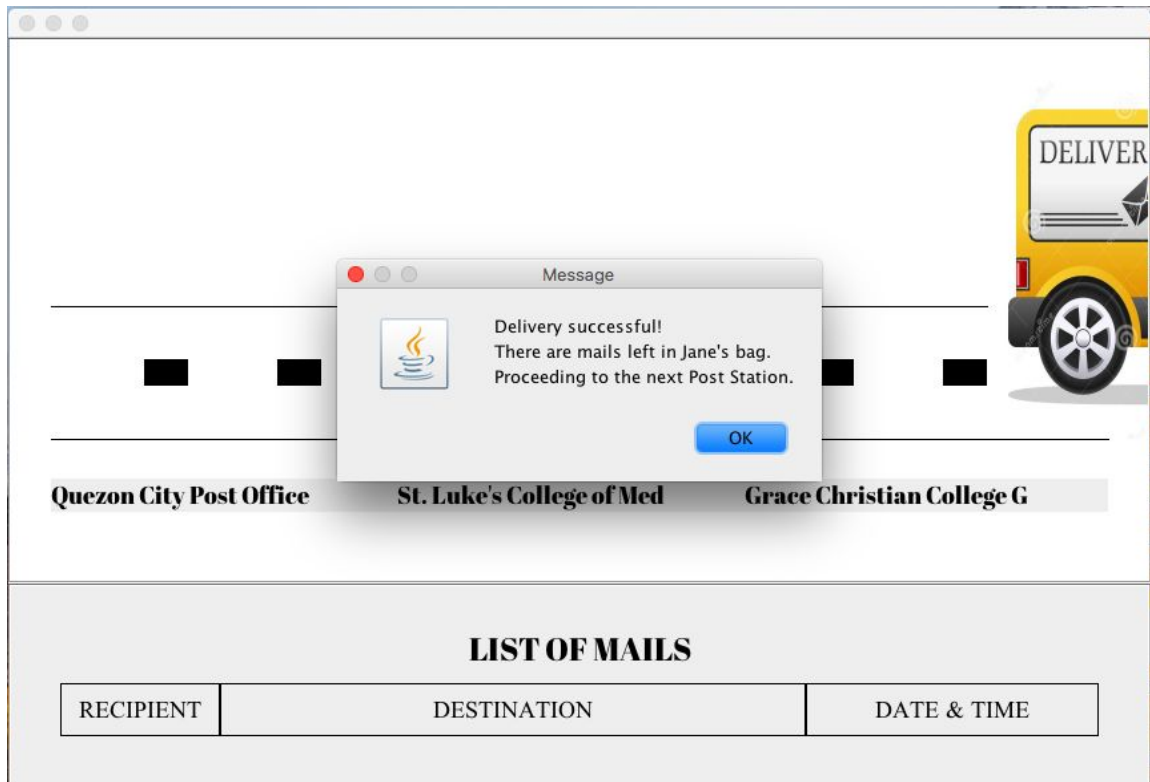 DELIVER
Message
Delivery successful!
There are mails left in Jane's bag.
Proceeding to the next Post Station.
OK
Quezon City Post Office St. Luke's College of Med Grace Christian College G
LIST OF MAILS
RECIPIENT DESTINATION DATE & TIME